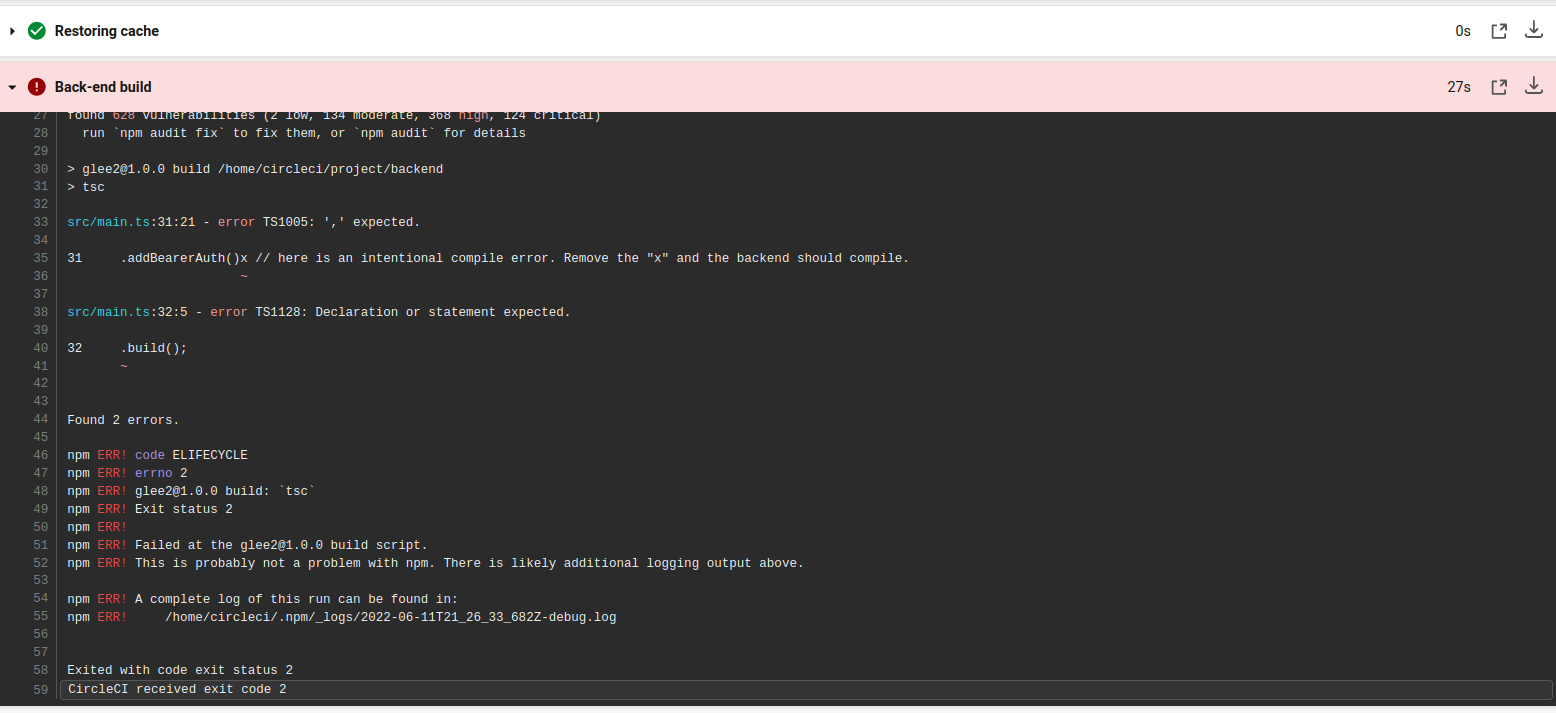 Restoring cache 0s
Back-end build 27s
27 found 628 vulnerabilities (2 low, 134 moderate, 368 high, 124 critical)
28 run `npm audit fix` to fix them, or `npm audit` for details
29
30 > glee2@1.0.0 build /home/circleci/project/backend
31 > tsc
32
33 src/main.ts:31:21 - error TS1005: ',' expected.
34
35 31     .addBearerAuth()x // here is an intentional compile error. Remove the "x" and the backend should compile.
36 ~
37
38 src/main.ts:32:5 - error TS1128: Declaration or statement expected.
39
40 32     .build();
41 ~
42
43
44 Found 2 errors.
45
46 npm ERR! code ELIFECYCLE
47 npm ERR! errno 2
48 npm ERR! glee2@1.0.0 build: `tsc`
49 npm ERR! Exit status 2
50 npm ERR!
51 npm ERR! Failed at the glee2@1.0.0 build script.
52 npm ERR! This is probably not a problem with npm. There is likely additional logging output above.
53
54 npm ERR! A complete log of this run can be found in:
55 npm ERR!     /home/circleci/.npm/_logs/2022-06-11T21_26_33_682Z-debug.log
56
57
58 Exited with code exit status 2
59 CircleCI received exit code 2